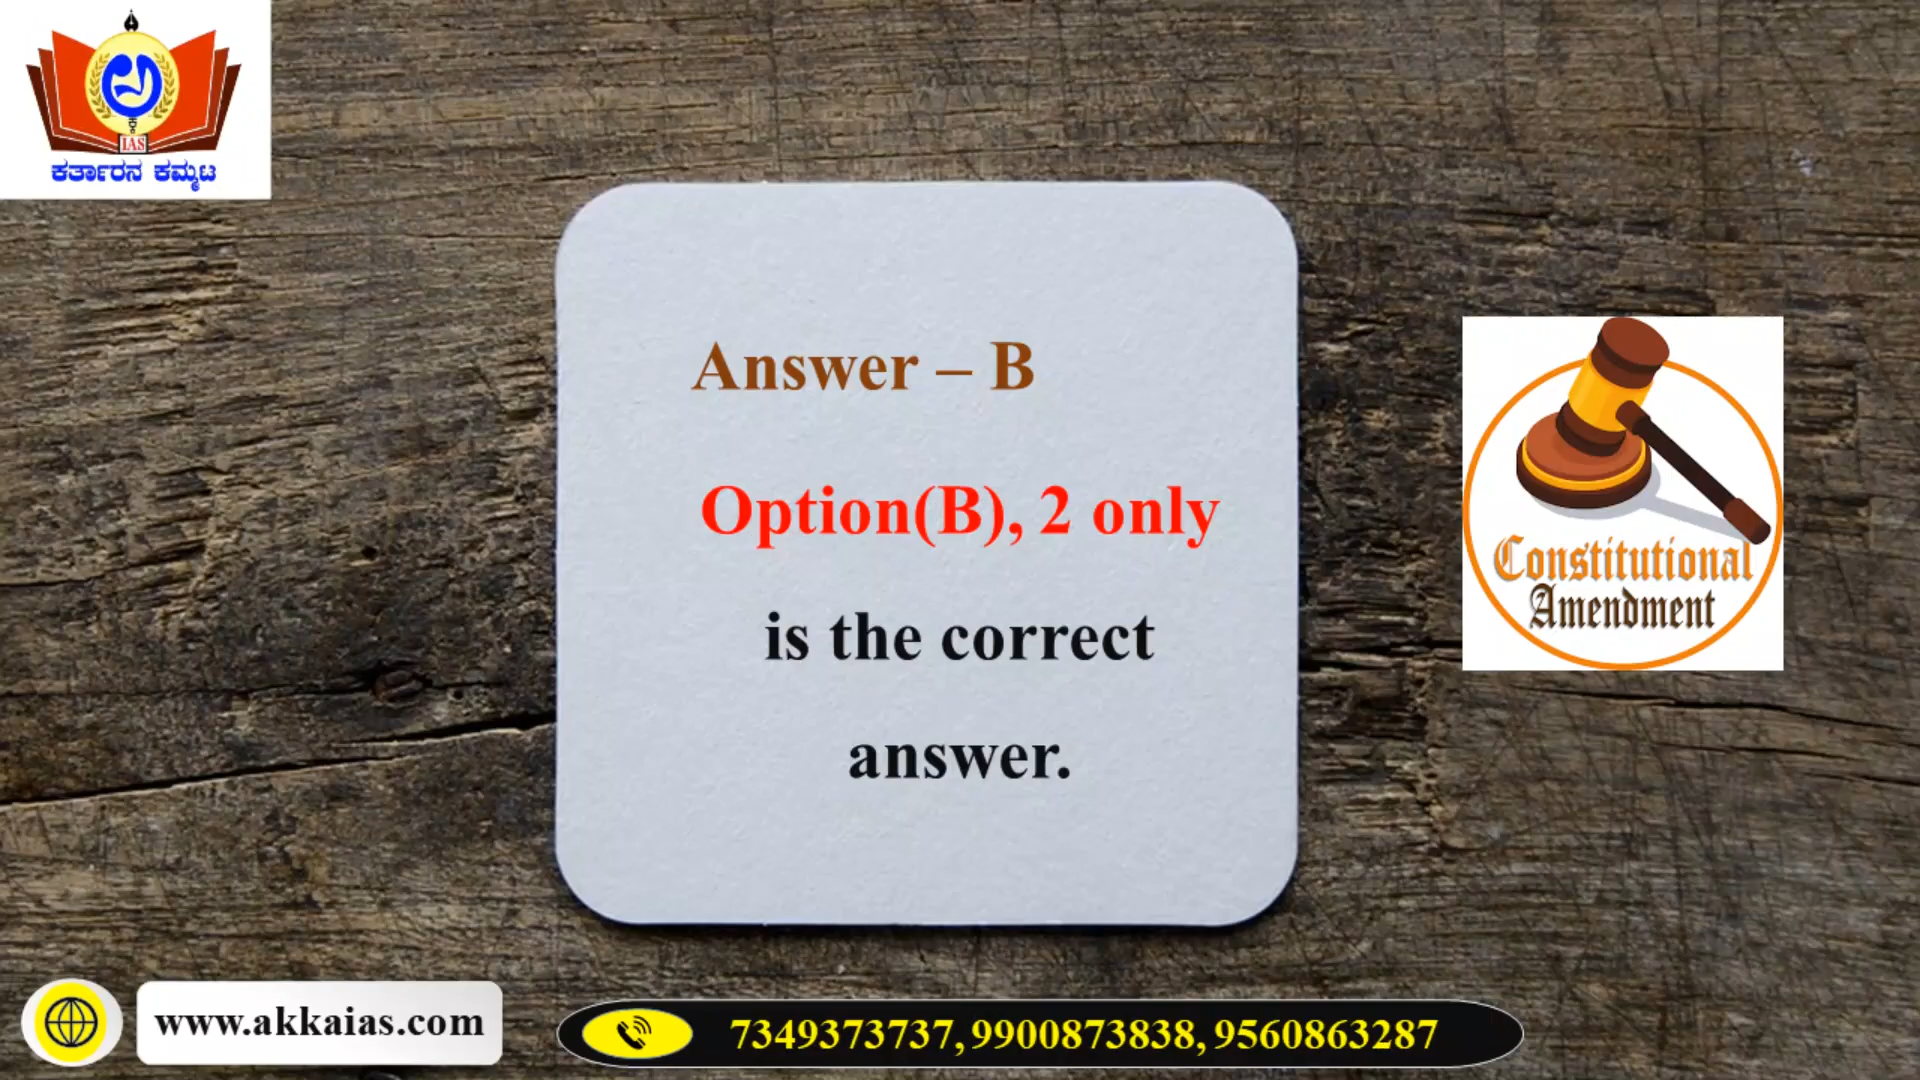 IAS
ಕರ್ತಾರನ ಕಮ್ಮಟ
Answer – B
Option(B), 2 only
is the correct
answer.
Constitutional
Amendment
www.akkaias.com
7349373737, 9900873838, 9560863287